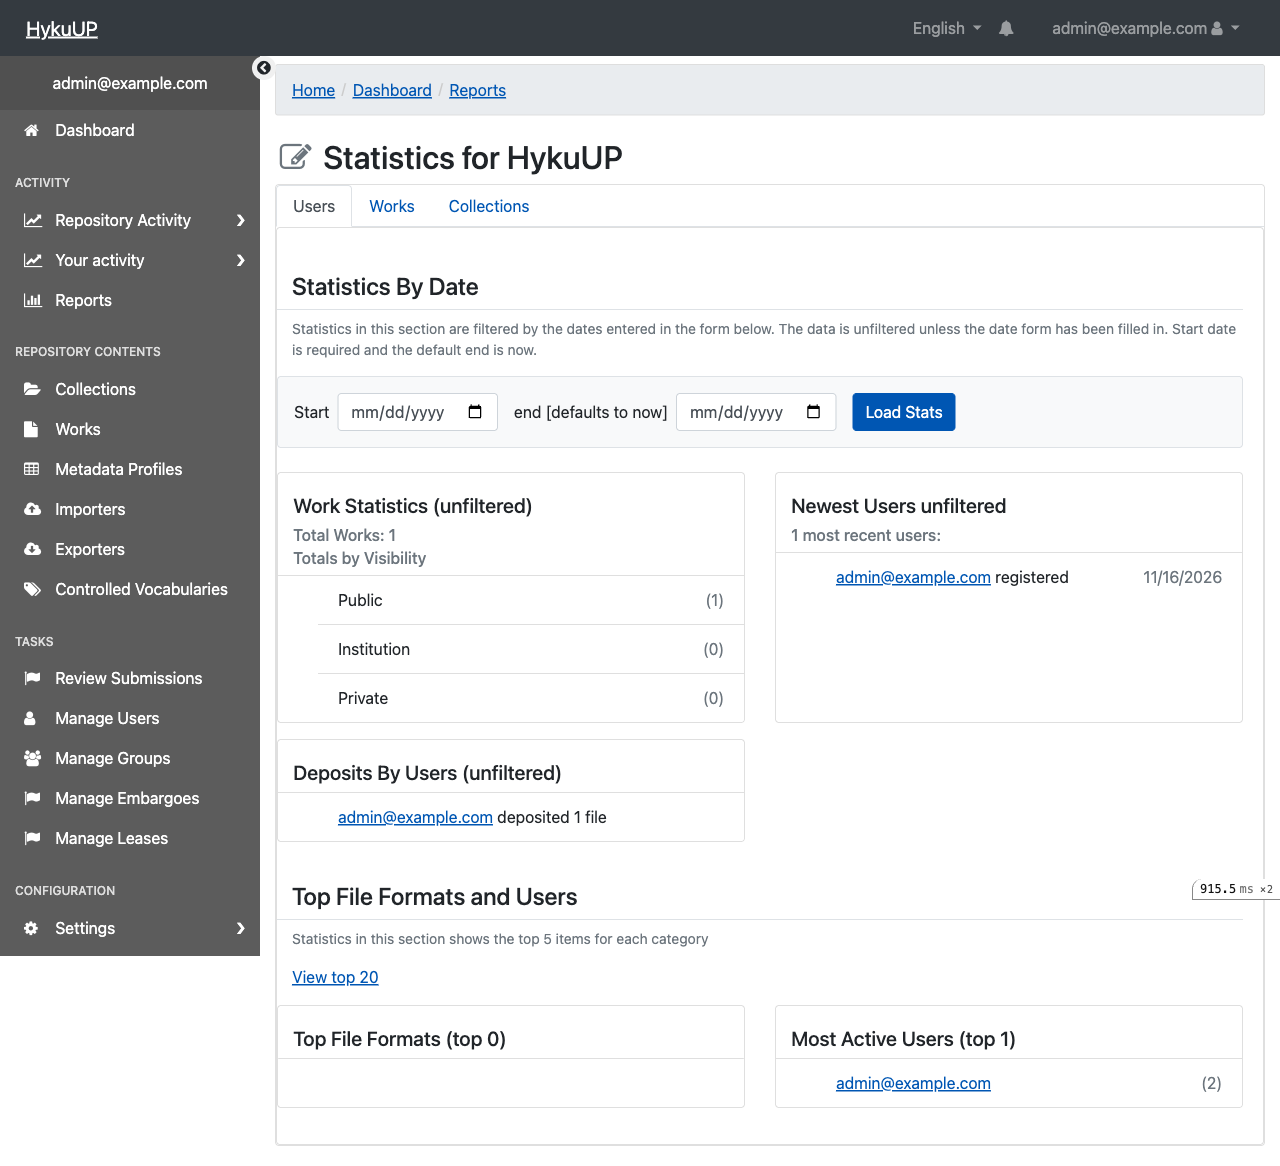 HykuUP
English
admin@example.com
admin@example.com
Dashboard
ACTIVITY
Repository Activity
Your activity
Reports
REPOSITORY CONTENTS
Collections
Works
Metadata Profiles
Importers
Exporters
Controlled Vocabularies
TASKS
Review Submissions
Manage Users
Manage Groups
Manage Embargoes
Manage Leases
CONFIGURATION
Settings
Home / Dashboard / Reports
Statistics for HykuUP
Users Works Collections
Statistics By Date
Statistics in this section are filtered by the dates entered in the form below. The data is unfiltered unless the date form has been filled in. Start date
is required and the default end is now.
Start mm/dd/yyyy end [defaults to now] mm/dd/yyyy Load Stats
Work Statistics (unfiltered)
Total Works: 1
Totals by Visibility
Public (1)
Institution (0)
Private (0)
Newest Users unfiltered
1 most recent users:
admin@example.com registered 11/16/2026
Deposits By Users (unfiltered)
admin@example.com deposited 1 file
Top File Formats and Users
915.5 ms ×2
Statistics in this section shows the top 5 items for each category
View top 20
Top File Formats (top 0)
Most Active Users (top 1)
admin@example.com (2)